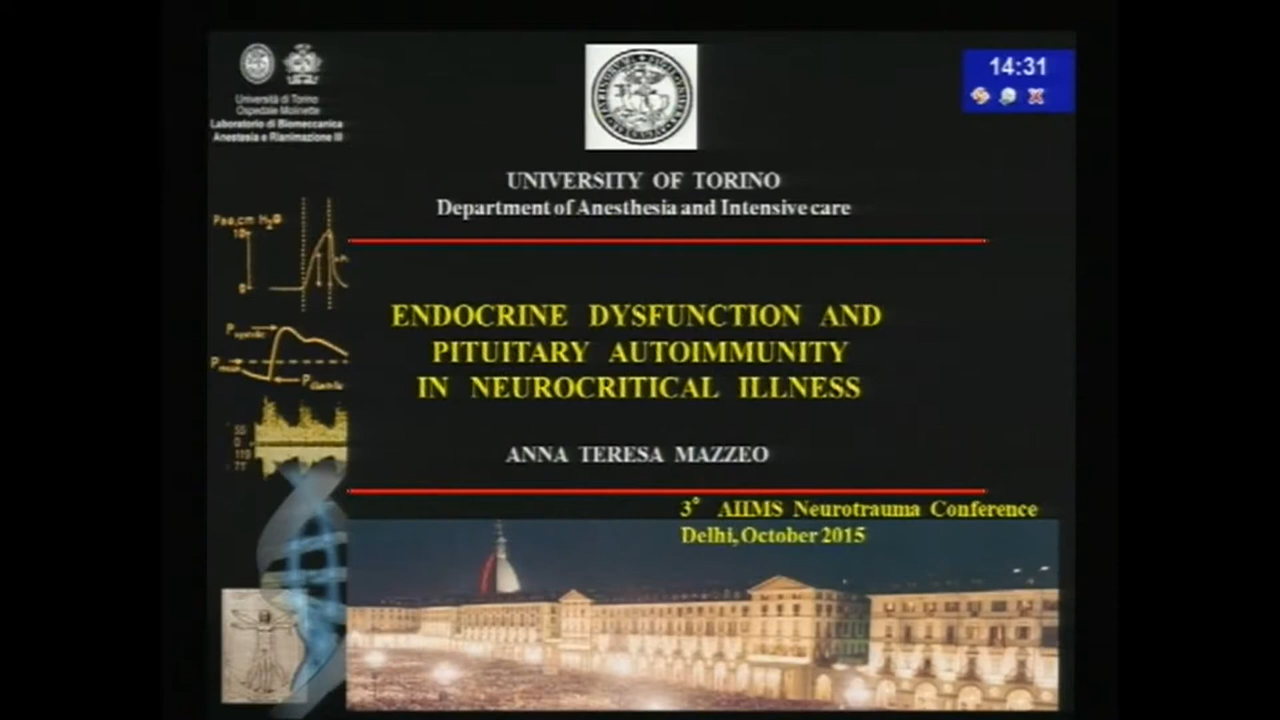 Università di Torino
Ospedale Molinette
Laboratorio di Biomeccanica
Anestesia e Rianimazione III
14:31
UNIVERSITY OF TORINO
Department of Anesthesia and Intensive care
ENDOCRINE DYSFUNCTION AND
PITUITARY AUTOIMMUNITY
IN NEUROCRITICAL ILLNESS
ANNA TERESA MAZZEO
3° AIIMS Neurotrauma Conference
Delhi, October 2015